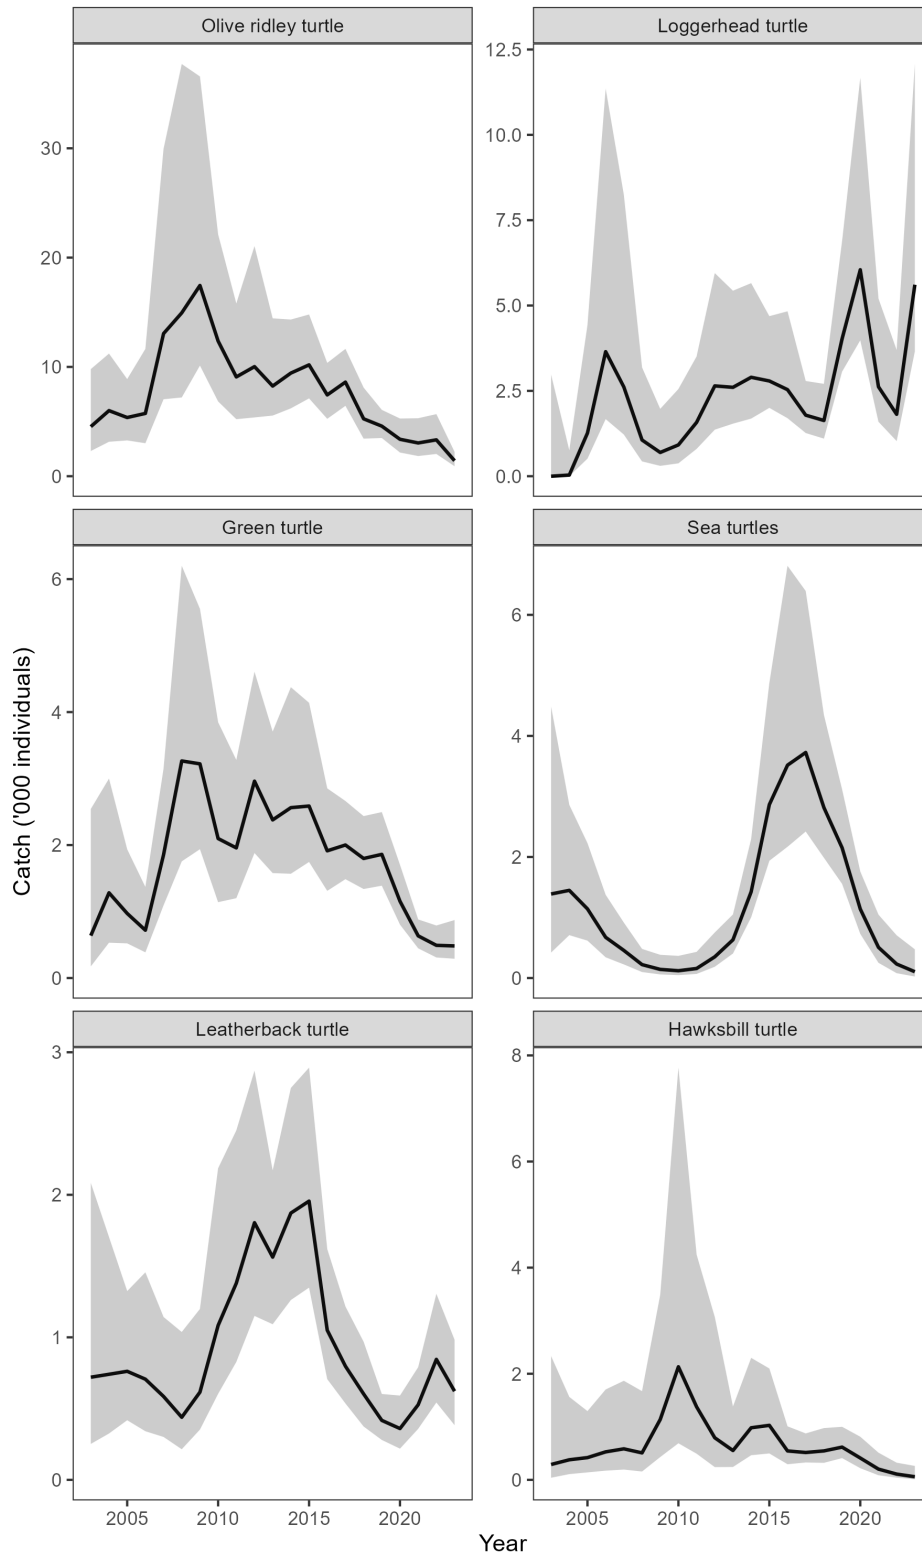 Olive ridley turtle
30
20
10
0
Loggerhead turtle
12.5
10.0
7.5
5.0
2.5
0.0
Green turtle
6
4
2
0
Sea turtles
6
4
2
0
Leatherback turtle
3
2
1
0
2005 2010 2015 2020
Hawksbill turtle
8
6
4
2
0
2005 2010 2015 2020
Catch ('000 individuals)
Year